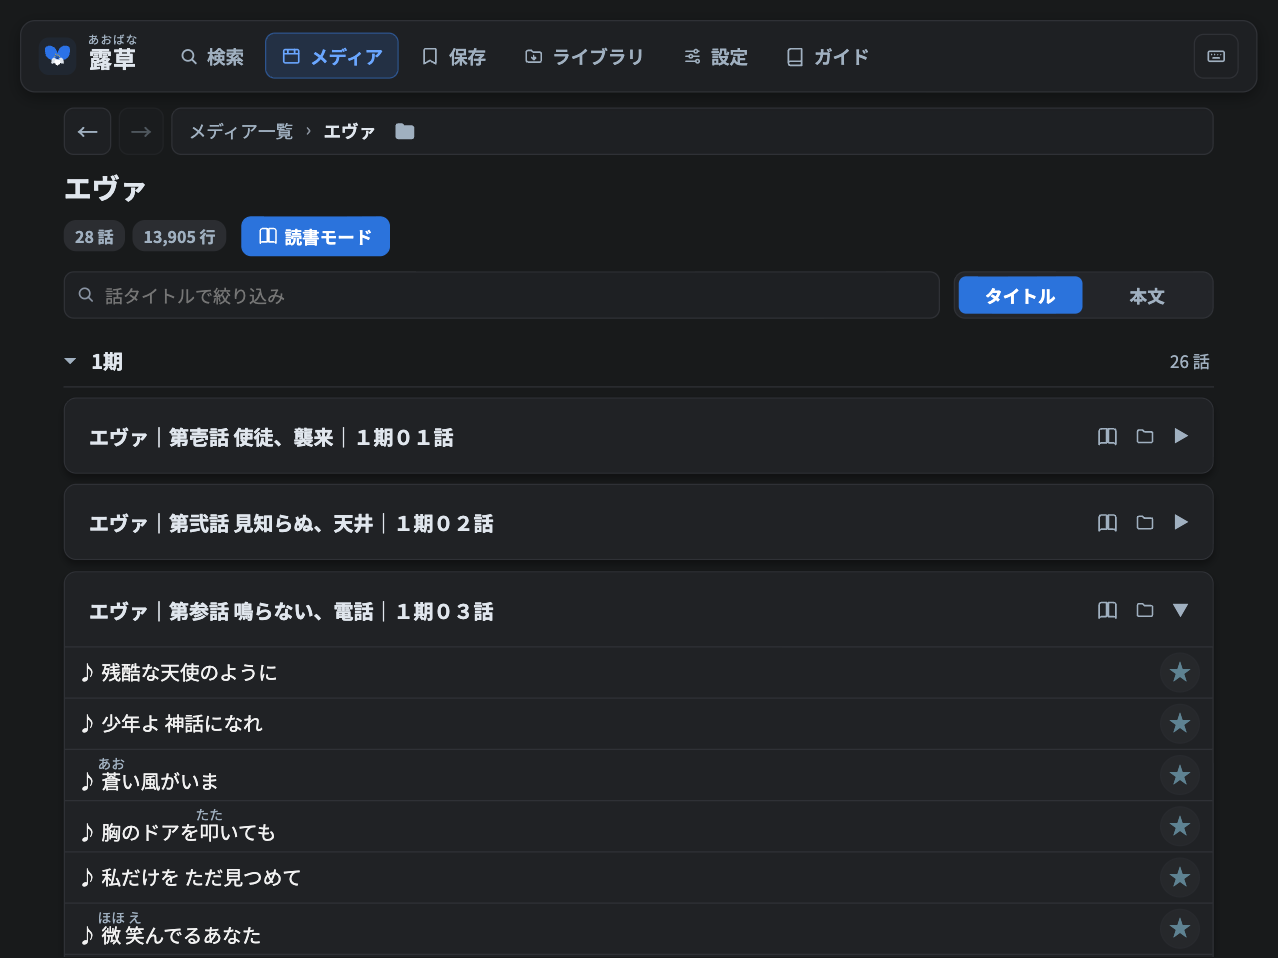 あおばな
露草 検索 メディア 保存 ライブラリ 設定 ガイド
メディア一覧 › エヴァ
エヴァ
28 話 13,905 行 読書モード
話タイトルで絞り込み タイトル 本文
1期 26 話
エヴァ｜第壱話 使徒、襲来｜１期０１話
エヴァ｜第弐話 見知らぬ、天井｜１期０２話
エヴァ｜第参話 鳴らない、電話｜１期０３話
♪ 残酷な天使のように
♪ 少年よ 神話になれ
あお
♪ 蒼い風がいま
たた
♪ 胸のドアを叩いても
♪ 私だけを ただ見つめて
ほほ え
♪ 微笑んでるあなた